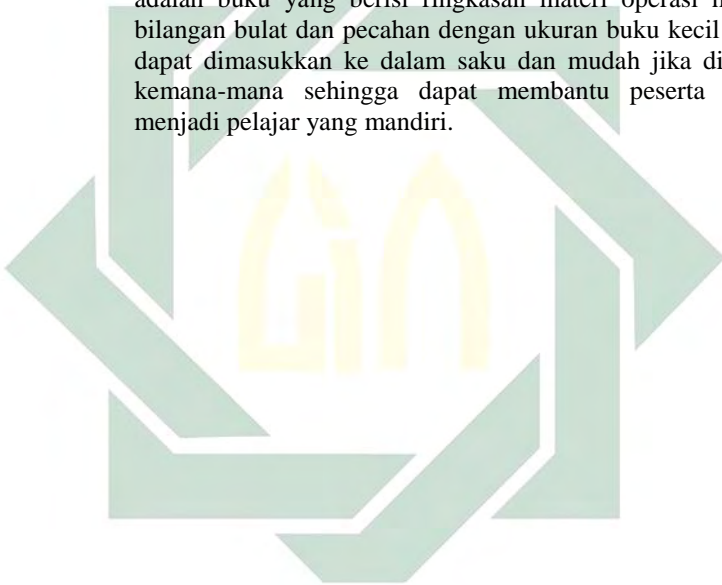 adalah buku yang berisi ringkasan materi operasi
bilangan bulat dan pecahan dengan ukuran buku kecil
dapat dimasukkan ke dalam saku dan mudah jika
kemana-mana sehingga dapat membantu peserta
menjadi pelajar yang mandiri.